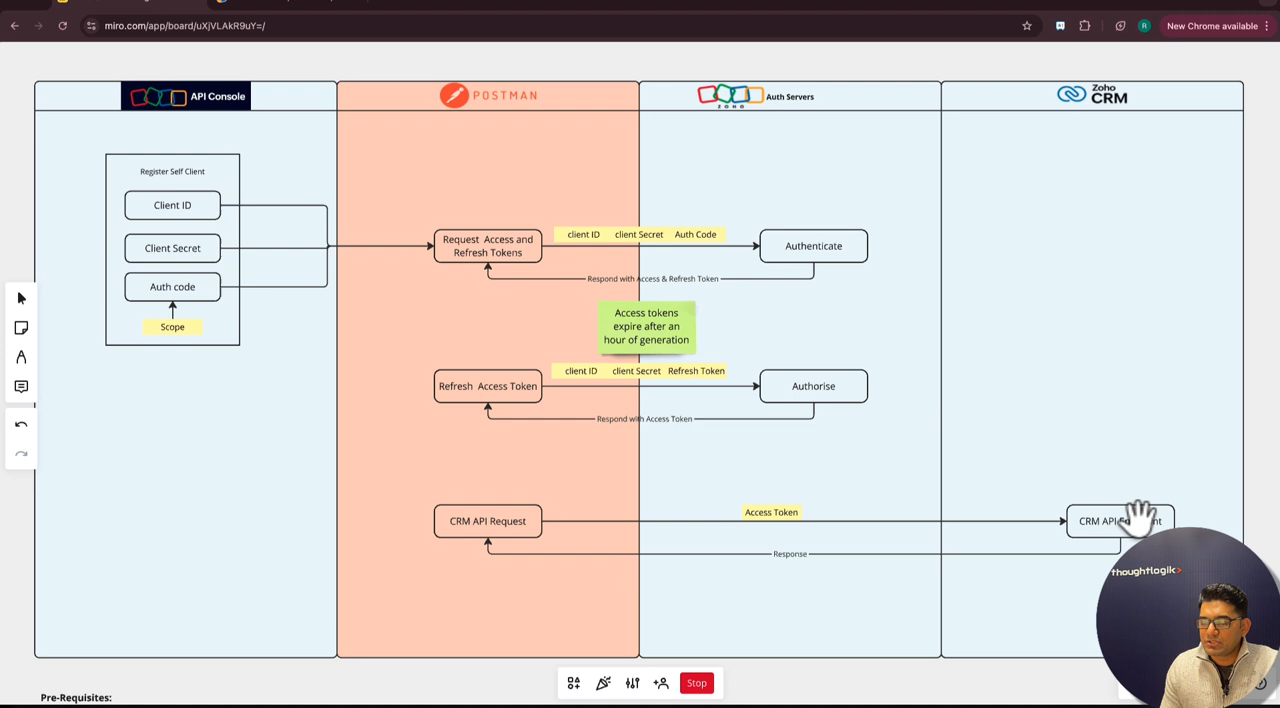 miro.com/app/board/uXjVLAkR9uY=/
R
New Chrome available
API Console
POSTMAN
ZOHO
Auth Servers
Zoho
CRM
Register Self Client
Client ID
Client Secret
Auth code
Scope
Request Access and
Refresh Tokens
client ID client Secret Auth Code
Authenticate
Respond with Access & Refresh Token
Access tokens
expire after an
hour of generation
Refresh Access Token
client ID client Secret Refresh Token
Authorise
Respond with Access Token
CRM API Request
Access Token
CRM API
Response
thoughtlogik>
Stop
Pre-Requisites: